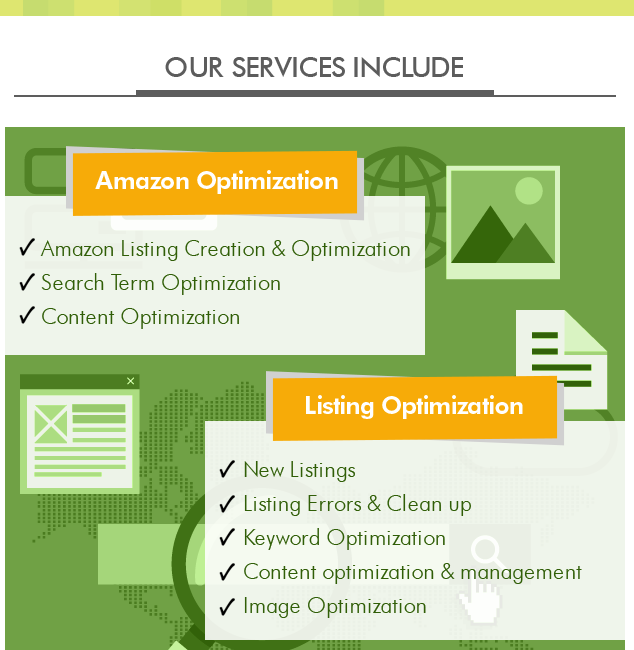 OUR SERVICES INCLUDE
Amazon Optimization
✓ Amazon Listing Creation & Optimization
✓ Search Term Optimization
✓ Content Optimization
Listing Optimization
✓ New Listings
✓ Listing Errors & Clean up
✓ Keyword Optimization
✓ Content optimization & management
✓ Image Optimization